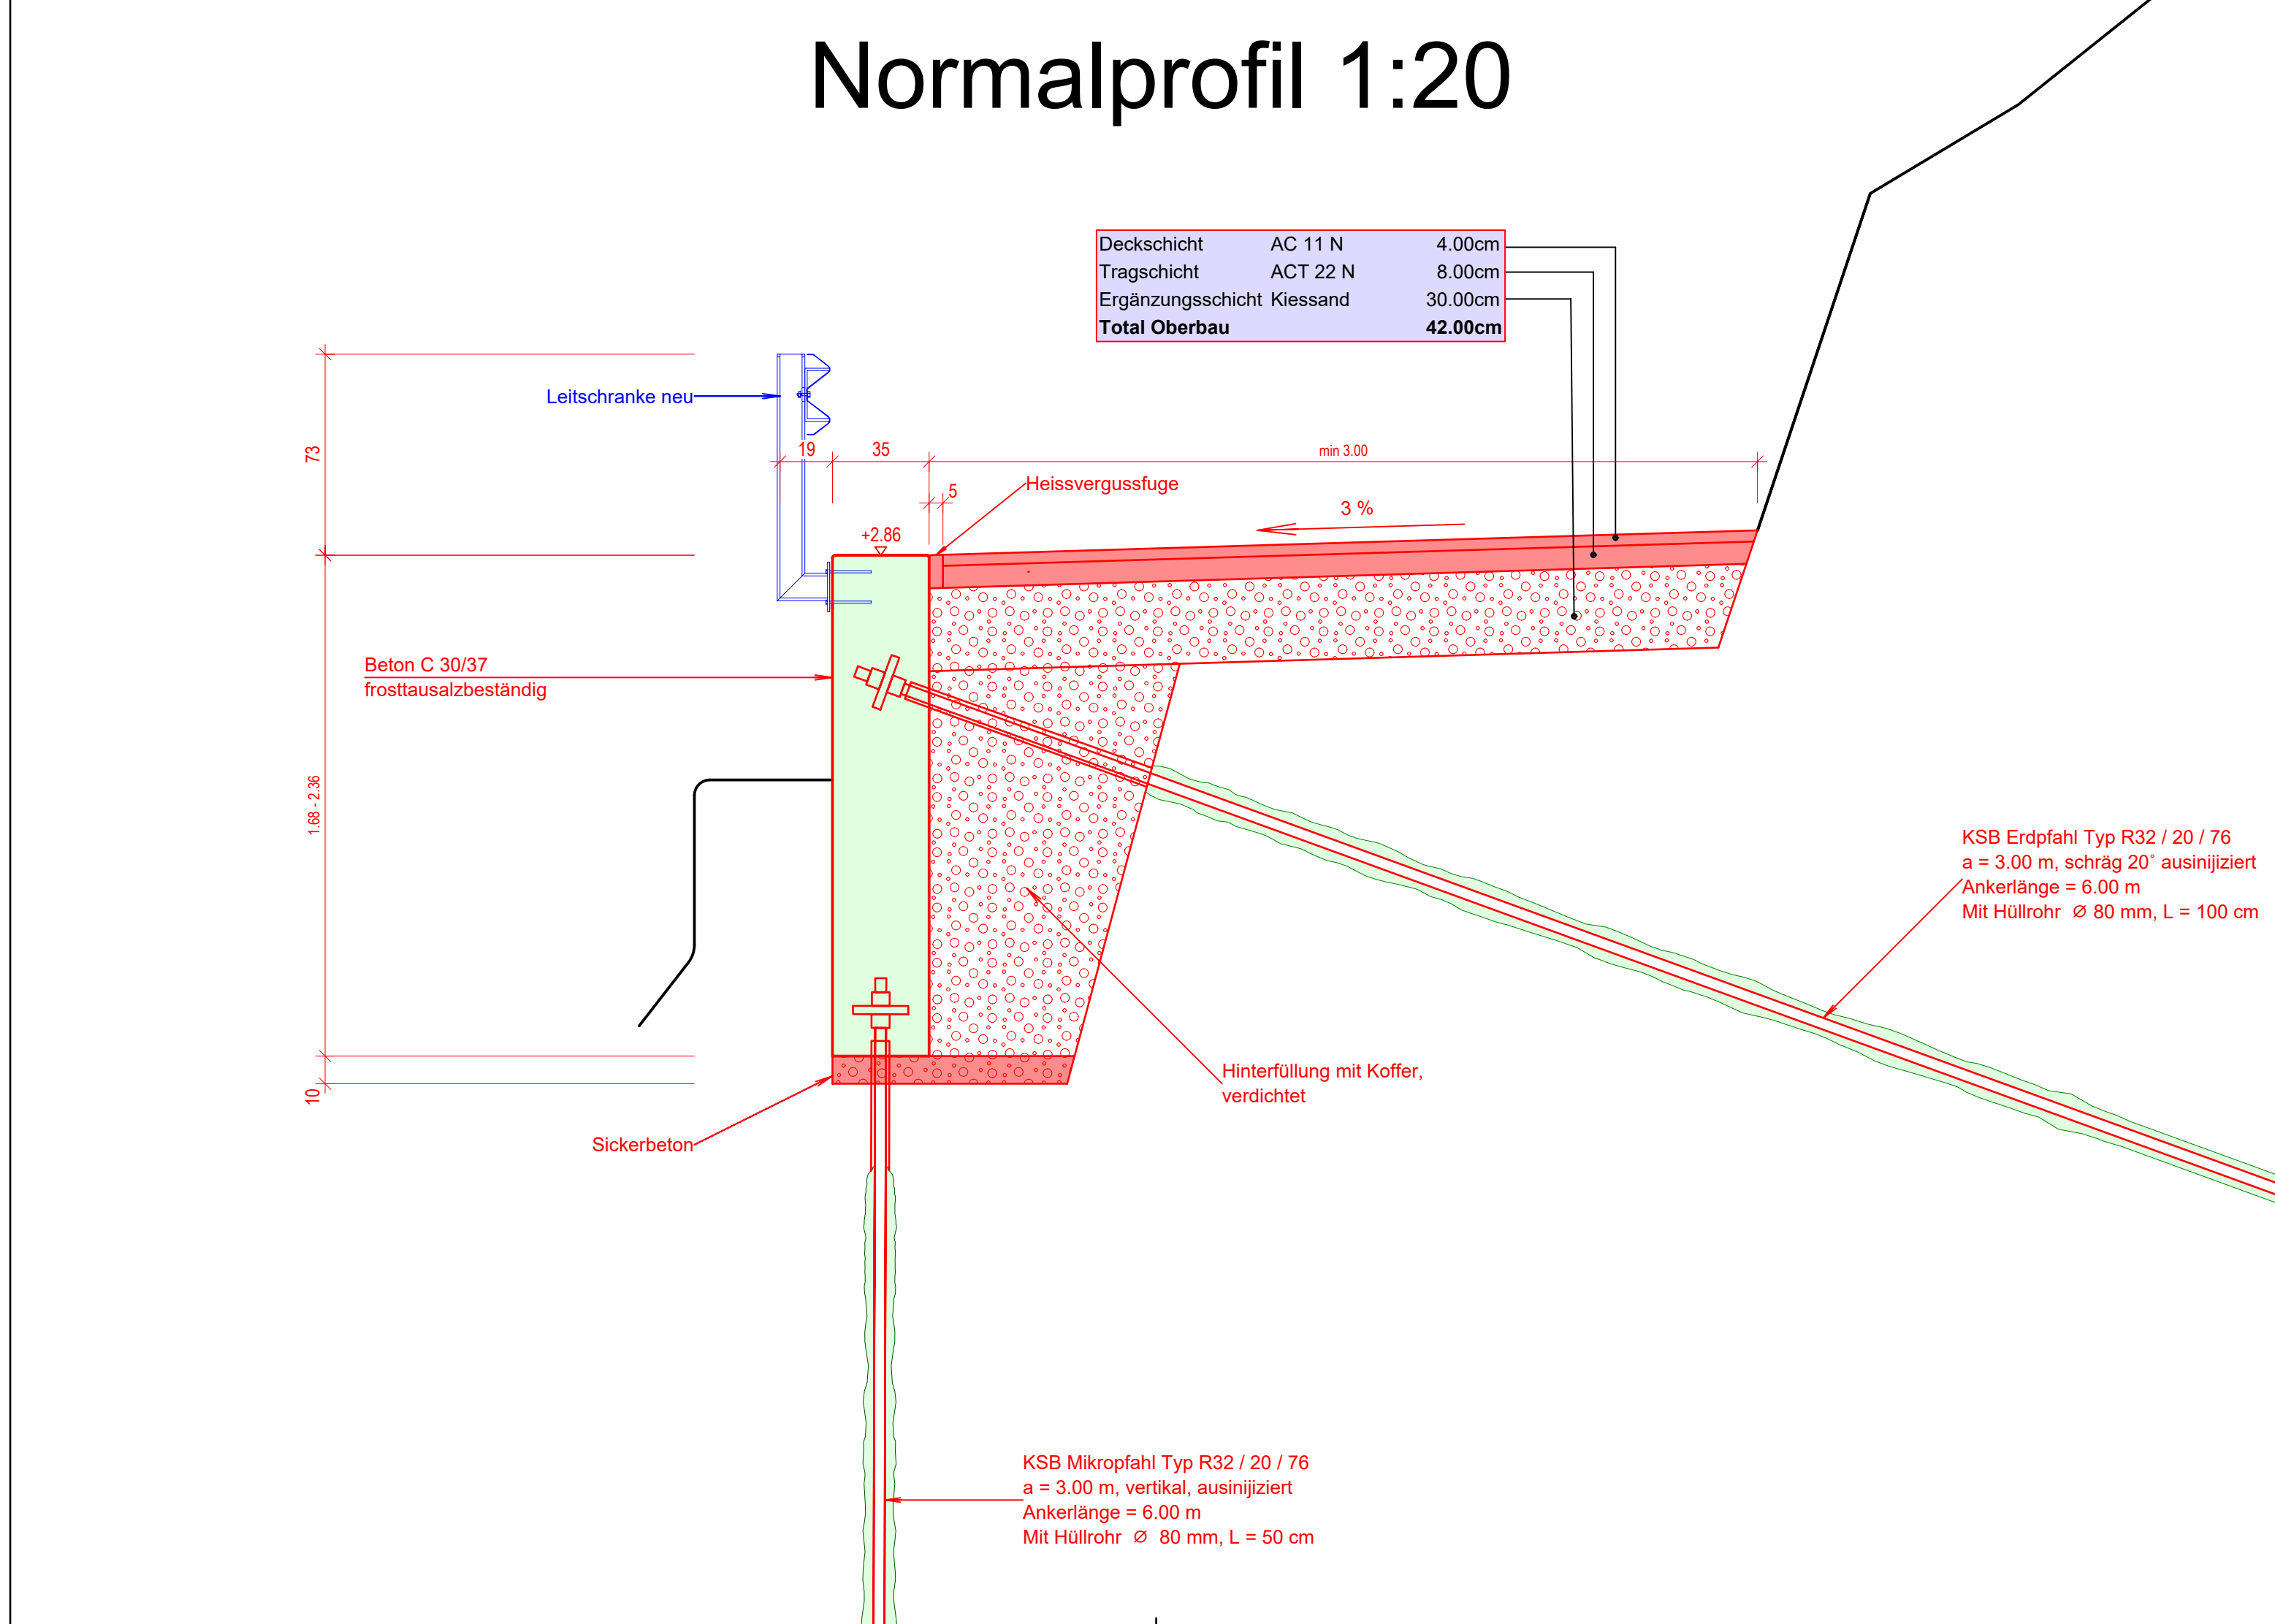 Normalprofil 1:20
Deckschicht AC 11 N 4.00cm
Tragschicht ACT 22 N 8.00cm
Ergänzungsschicht Kiessand 30.00cm
Total Oberbau 42.00cm
Leitschranke neu
73
19
35
min 3.00
5
Heissvergussfuge
3 %
+2.86
Beton C 30/37
frosttausalzbeständig
1.68 - 2.36
KSB Erdpfahl Typ R32 / 20 / 76
a = 3.00 m, schräg 20° ausinijiziert
Ankerlänge = 6.00 m
Mit Hüllrohr ∅ 80 mm, L = 100 cm
Hinterfüllung mit Koffer,
verdichtet
10
Sickerbeton
KSB Mikropfahl Typ R32 / 20 / 76
a = 3.00 m, vertikal, ausinijiziert
Ankerlänge = 6.00 m
Mit Hüllrohr ∅ 80 mm, L = 50 cm